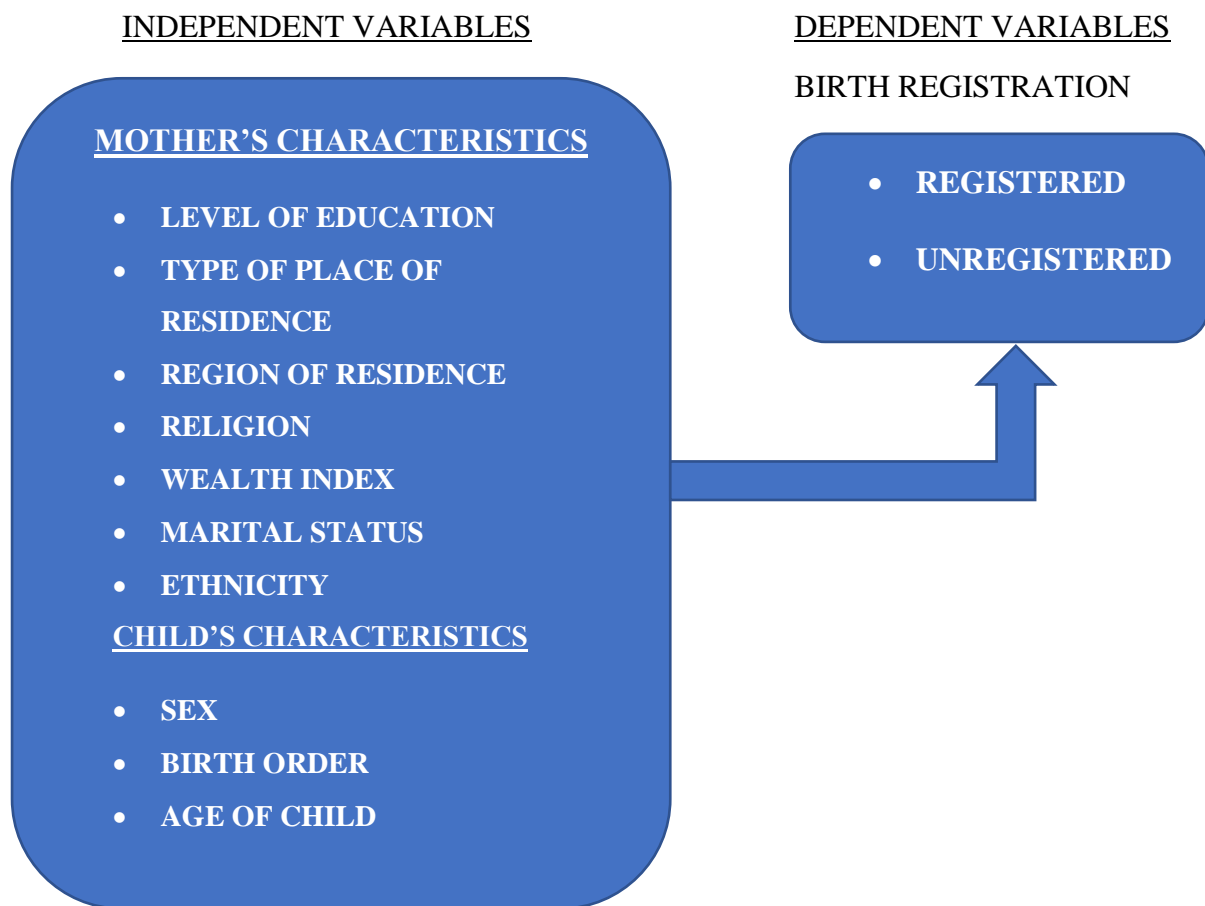 INDEPENDENT VARIABLES
MOTHER’S CHARACTERISTICS
• LEVEL OF EDUCATION
• TYPE OF PLACE OF
RESIDENCE
• REGION OF RESIDENCE
• RELIGION
• WEALTH INDEX
• MARITAL STATUS
• ETHNICITY
CHILD’S CHARACTERISTICS
• SEX
• BIRTH ORDER
• AGE OF CHILD
DEPENDENT VARIABLES
BIRTH REGISTRATION
• REGISTERED
• UNREGISTERED